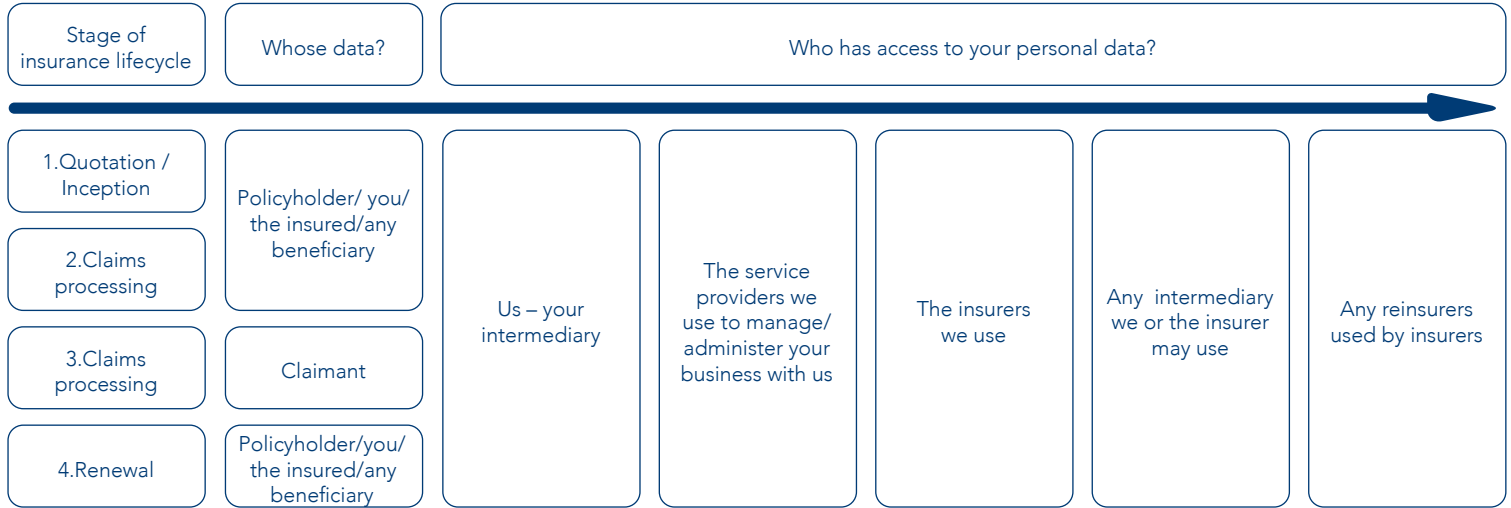 Stage of
insurance lifecycle
Whose data?
Who has access to your personal data?
1.Quotation /
Inception
2.Claims
processing
3.Claims
processing
4.Renewal
Policyholder/ you/
the insured/any
beneficiary
Claimant
Policyholder/you/
the insured/any
beneficiary
Us – your
intermediary
The service
providers we
use to manage/
administer your
business with us
The insurers
we use
Any  intermediary
we or the insurer
may use
Any reinsurers
used by insurers